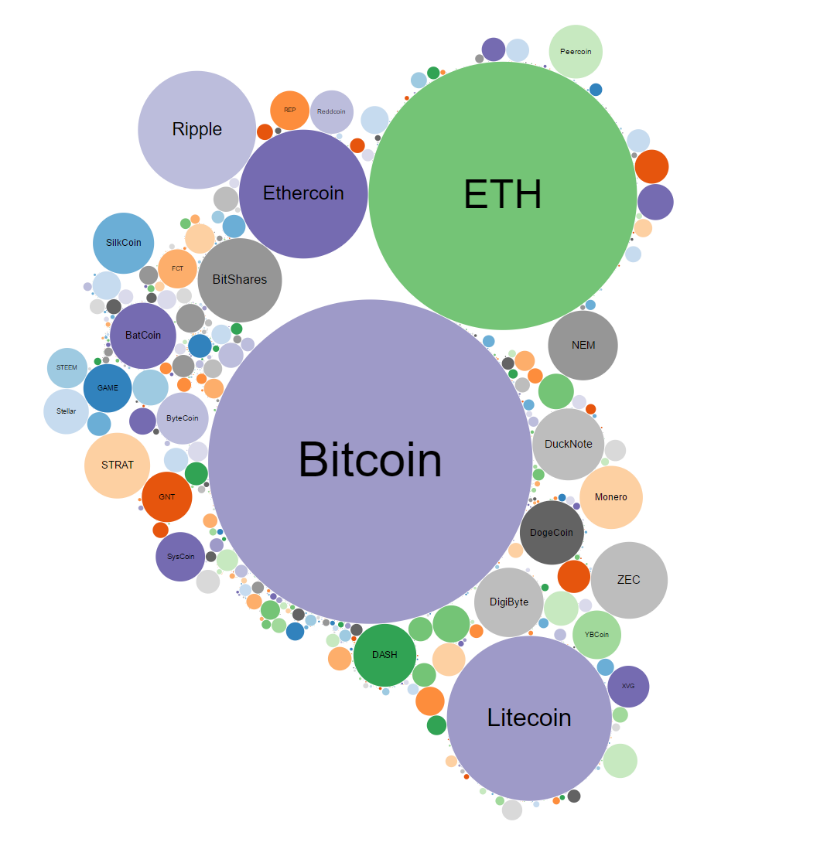 Peercoin
Ripple
REP
Reddcoin
Ethercoin
ETH
SilkCoin
FCT
BitShares
BatCoin
NEM
STEEM
GAME
Stellar
ByteCoin
DuckNote
Bitcoin
STRAT
GNT
Monero
DogeCoin
SysCoin
ZEC
DigiByte
YBCoin
DASH
XVG
Litecoin